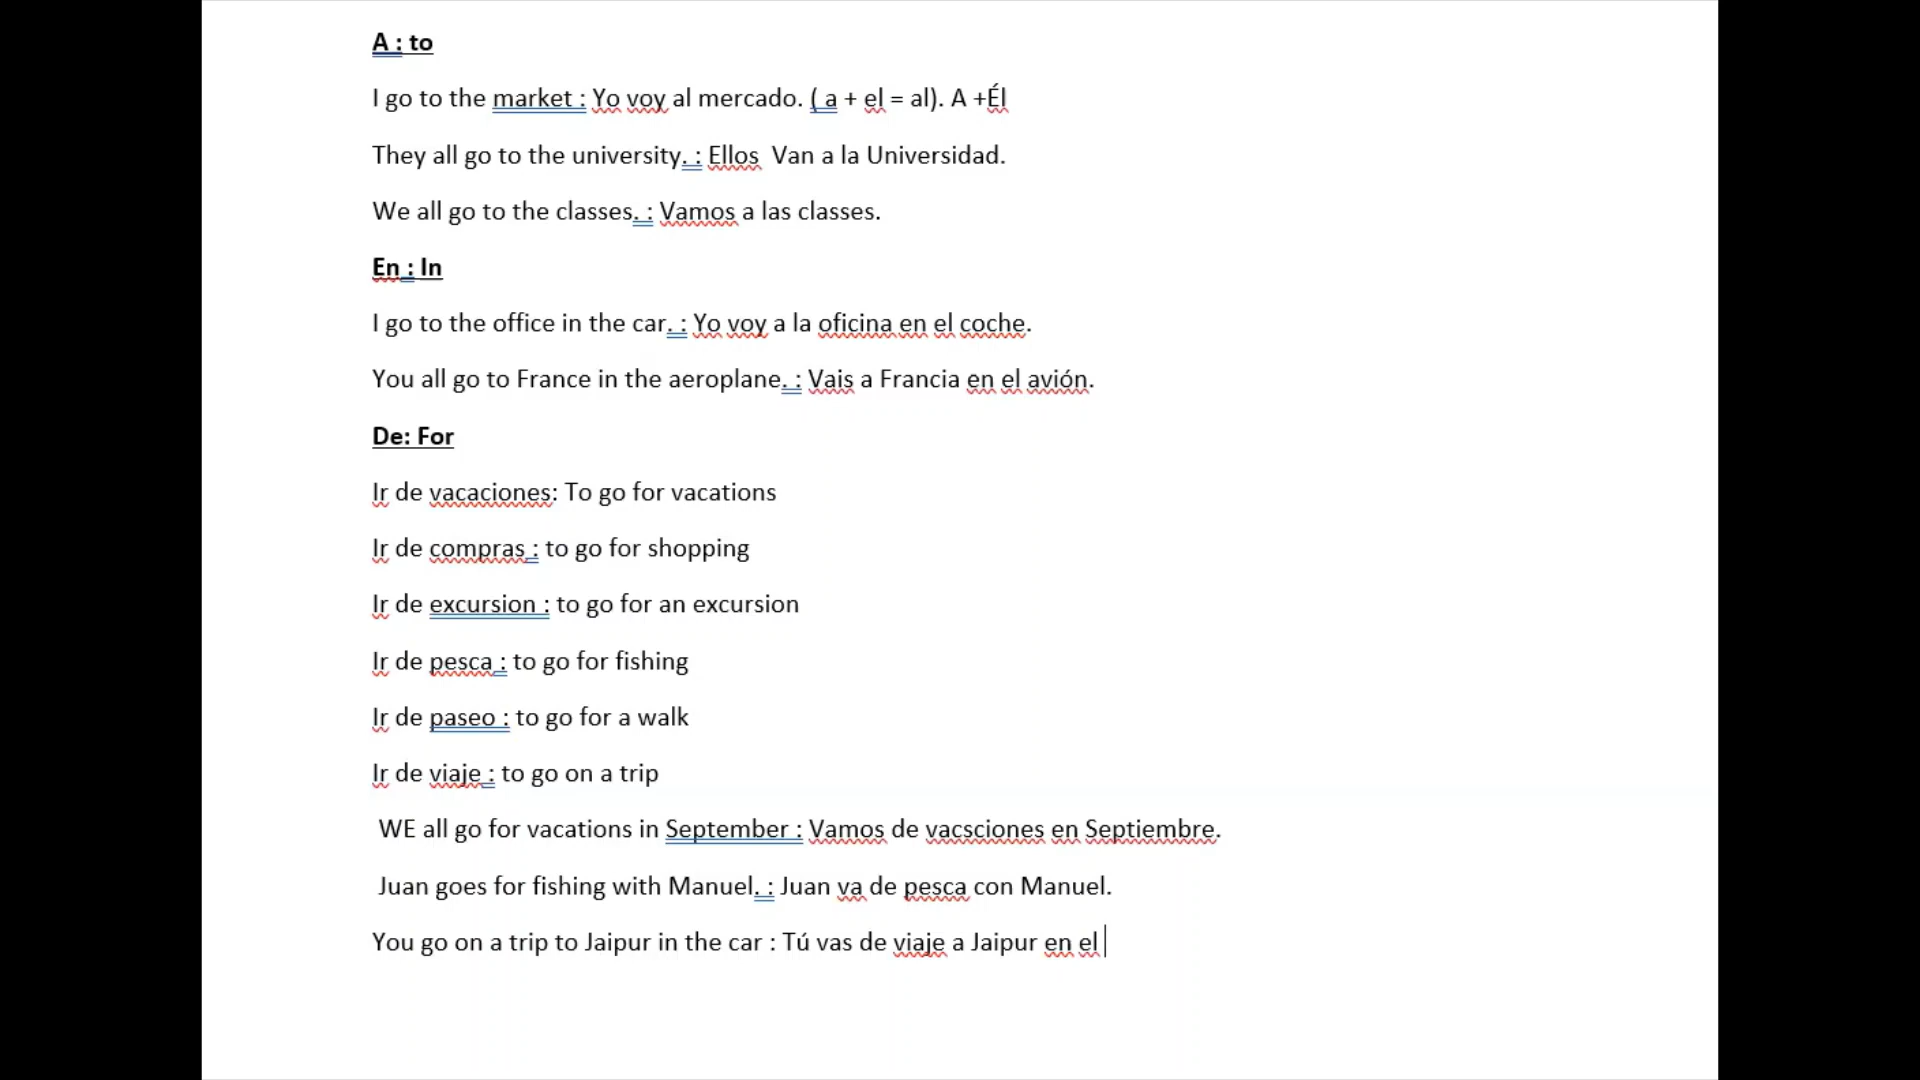 A : to
I go to the market : Yo voy al mercado. ( a + el = al). A +Él
They all go to the university. : Ellos  Van a la Universidad.
We all go to the classes. : Vamos a las classes.
En : In
I go to the office in the car. : Yo voy a la oficina en el coche.
You all go to France in the aeroplane. : Vais a Francia en el avión.
De: For
Ir de vacaciones: To go for vacations
Ir de compras : to go for shopping
Ir de excursion : to go for an excursion
Ir de pesca : to go for fishing
Ir de paseo : to go for a walk
Ir de viaje : to go on a trip
WE all go for vacations in September : Vamos de vacsciones en Septiembre.
Juan goes for fishing with Manuel. : Juan va de pesca con Manuel.
You go on a trip to Jaipur in the car : Tú vas de viaje a Jaipur en el